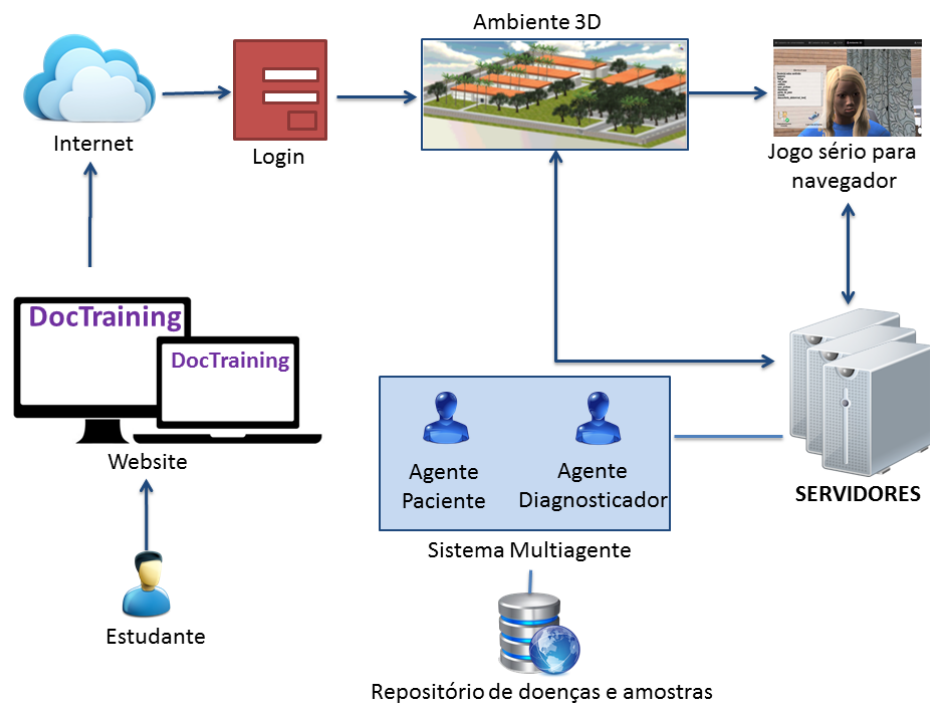 Ambiente 3D
Internet
Login
Jogo sério para
navegador
DocTraining
DocTraining
Website
Agente
Paciente
Agente
Diagnosticador
SERVIDORES
Sistema Multiagente
Estudante
Repositório de doenças e amostras